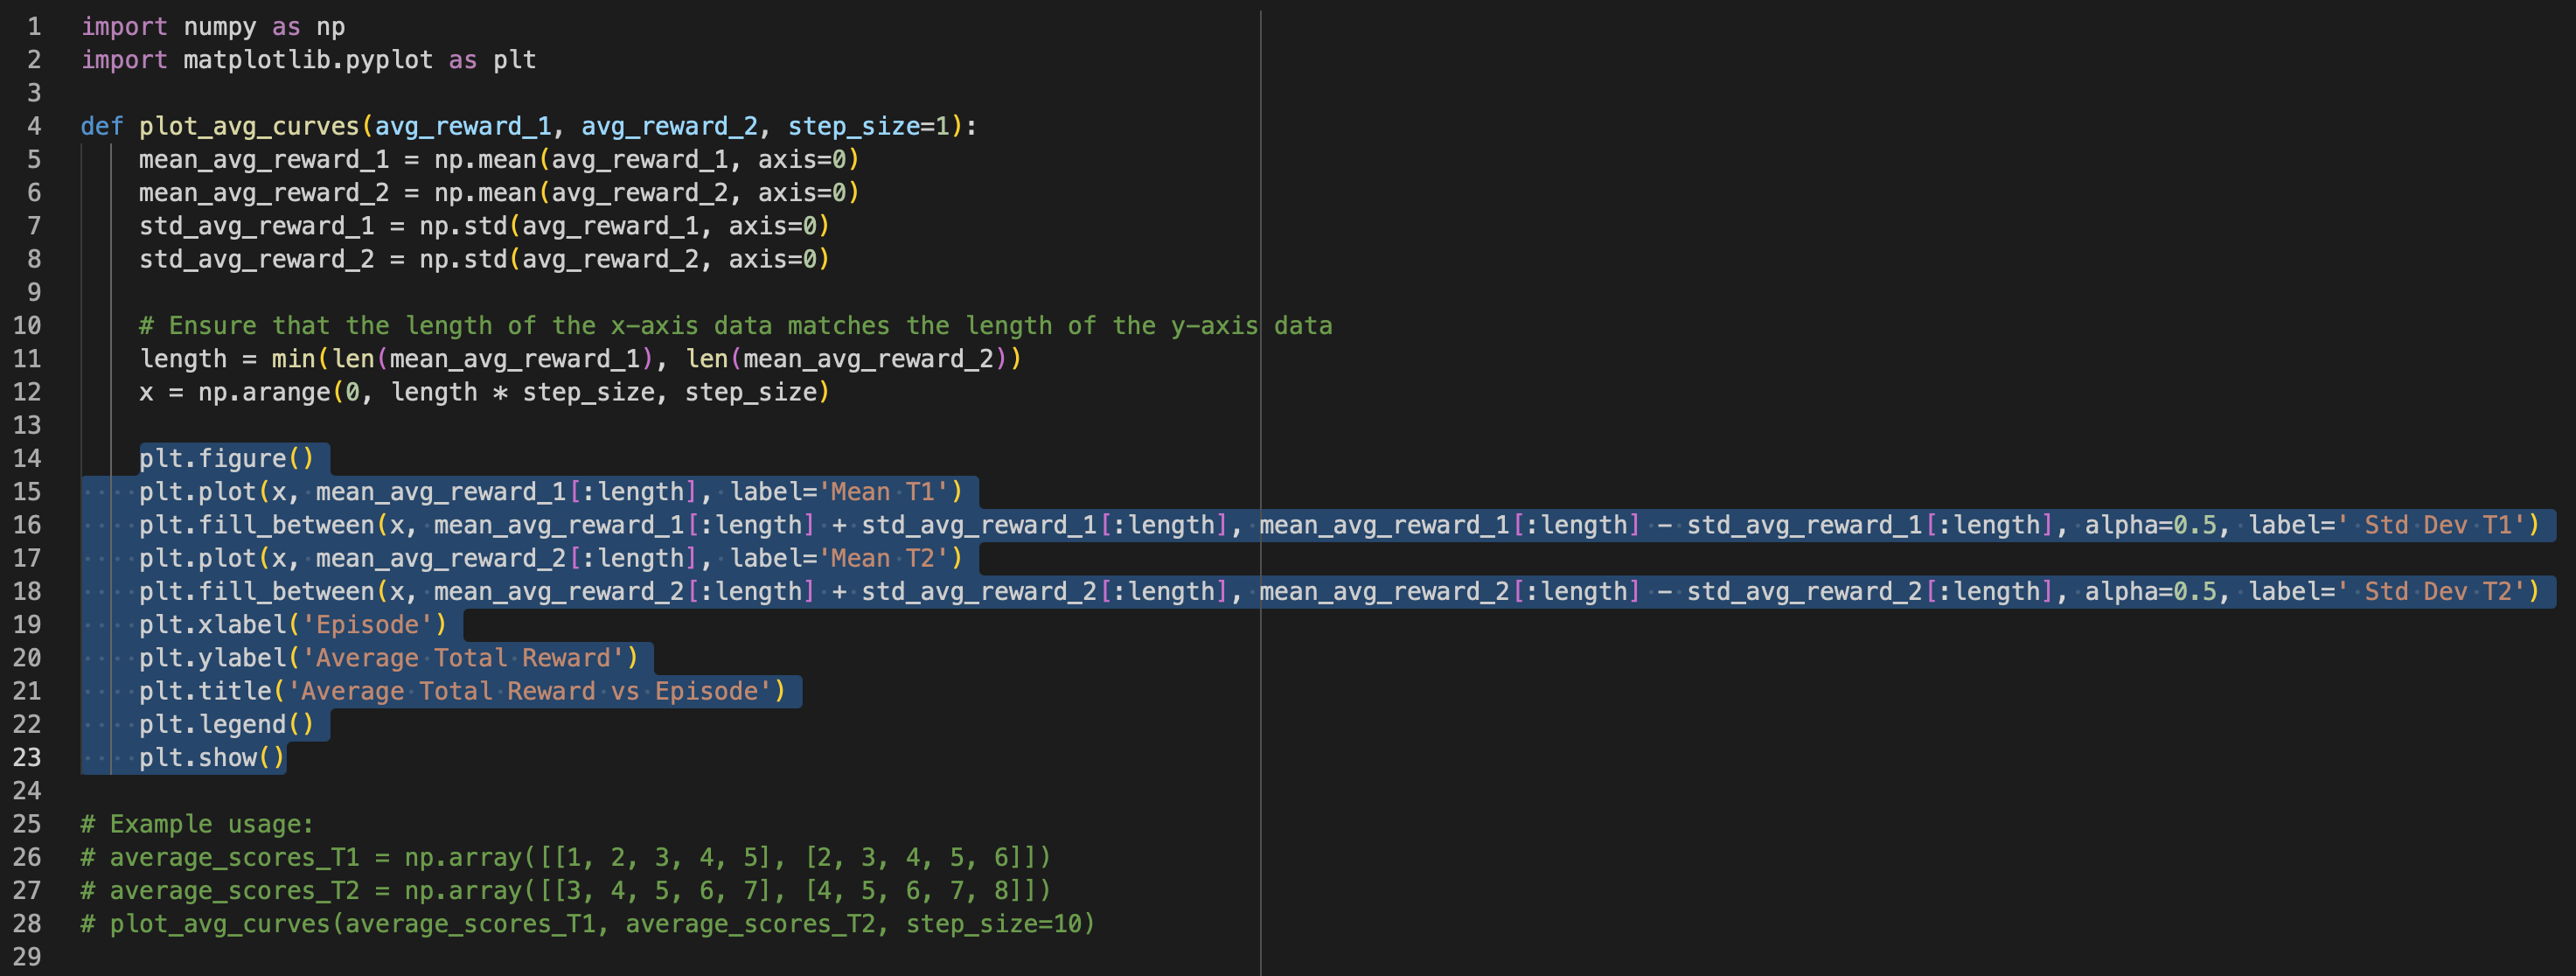 1 import numpy as np
2 import matplotlib.pyplot as plt
3
4 def plot_avg_curves(avg_reward_1, avg_reward_2, step_size=1):
5     mean_avg_reward_1 = np.mean(avg_reward_1, axis=0)
6     mean_avg_reward_2 = np.mean(avg_reward_2, axis=0)
7     std_avg_reward_1 = np.std(avg_reward_1, axis=0)
8     std_avg_reward_2 = np.std(avg_reward_2, axis=0)
9
10     # Ensure that the length of the x-axis data matches the length of the y-axis data
11     length = min(len(mean_avg_reward_1), len(mean_avg_reward_2))
12     x = np.arange(0, length * step_size, step_size)
13
14     plt.figure()
15     plt.plot(x, mean_avg_reward_1[:length], label='Mean T1')
16     plt.fill_between(x, mean_avg_reward_1[:length] + std_avg_reward_1[:length], mean_avg_reward_1[:length] - std_avg_reward_1[:length], alpha=0.5, label=' Std Dev T1')
17     plt.plot(x, mean_avg_reward_2[:length], label='Mean T2')
18     plt.fill_between(x, mean_avg_reward_2[:length] + std_avg_reward_2[:length], mean_avg_reward_2[:length] - std_avg_reward_2[:length], alpha=0.5, label=' Std Dev T2')
19     plt.xlabel('Episode')
20     plt.ylabel('Average Total Reward')
21     plt.title('Average Total Reward vs Episode')
22     plt.legend()
23     plt.show()
24
25 # Example usage:
26 # average_scores_T1 = np.array([[1, 2, 3, 4, 5], [2, 3, 4, 5, 6]])
27 # average_scores_T2 = np.array([[3, 4, 5, 6, 7], [4, 5, 6, 7, 8]])
28 # plot_avg_curves(average_scores_T1, average_scores_T2, step_size=10)
29